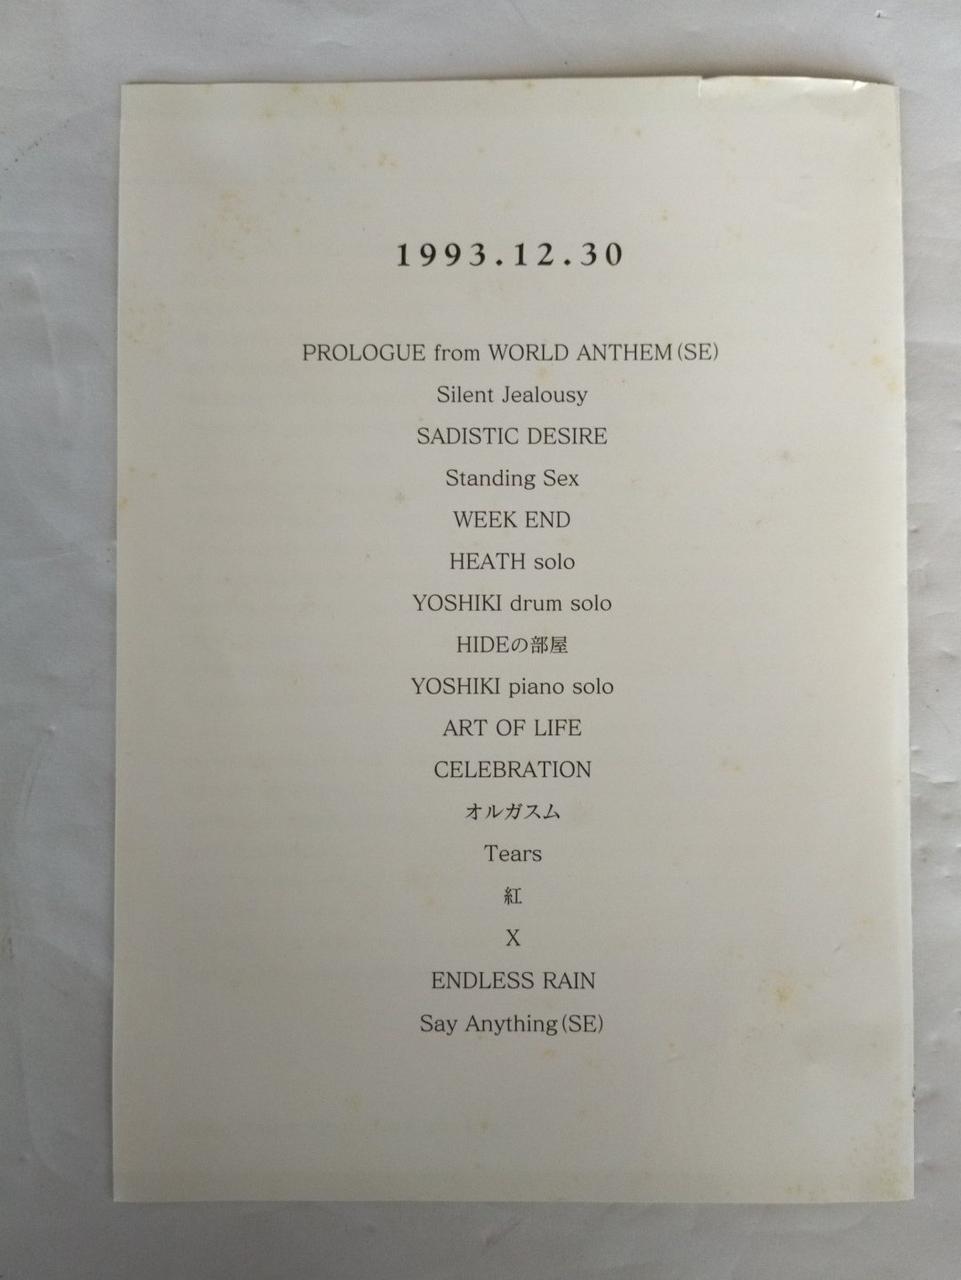 1993.12.30
PROLOGUE from WORLD ANTHEM(SE)
Silent Jealousy
SADISTIC DESIRE
Standing Sex
WEEK END
HEATH solo
YOSHIKI drum solo
HIDEの部屋
YOSHIKI piano solo
ART OF LIFE
CELEBRATION
オルガスム
Tears
紅
X
ENDLESS RAIN
Say Anything(SE)